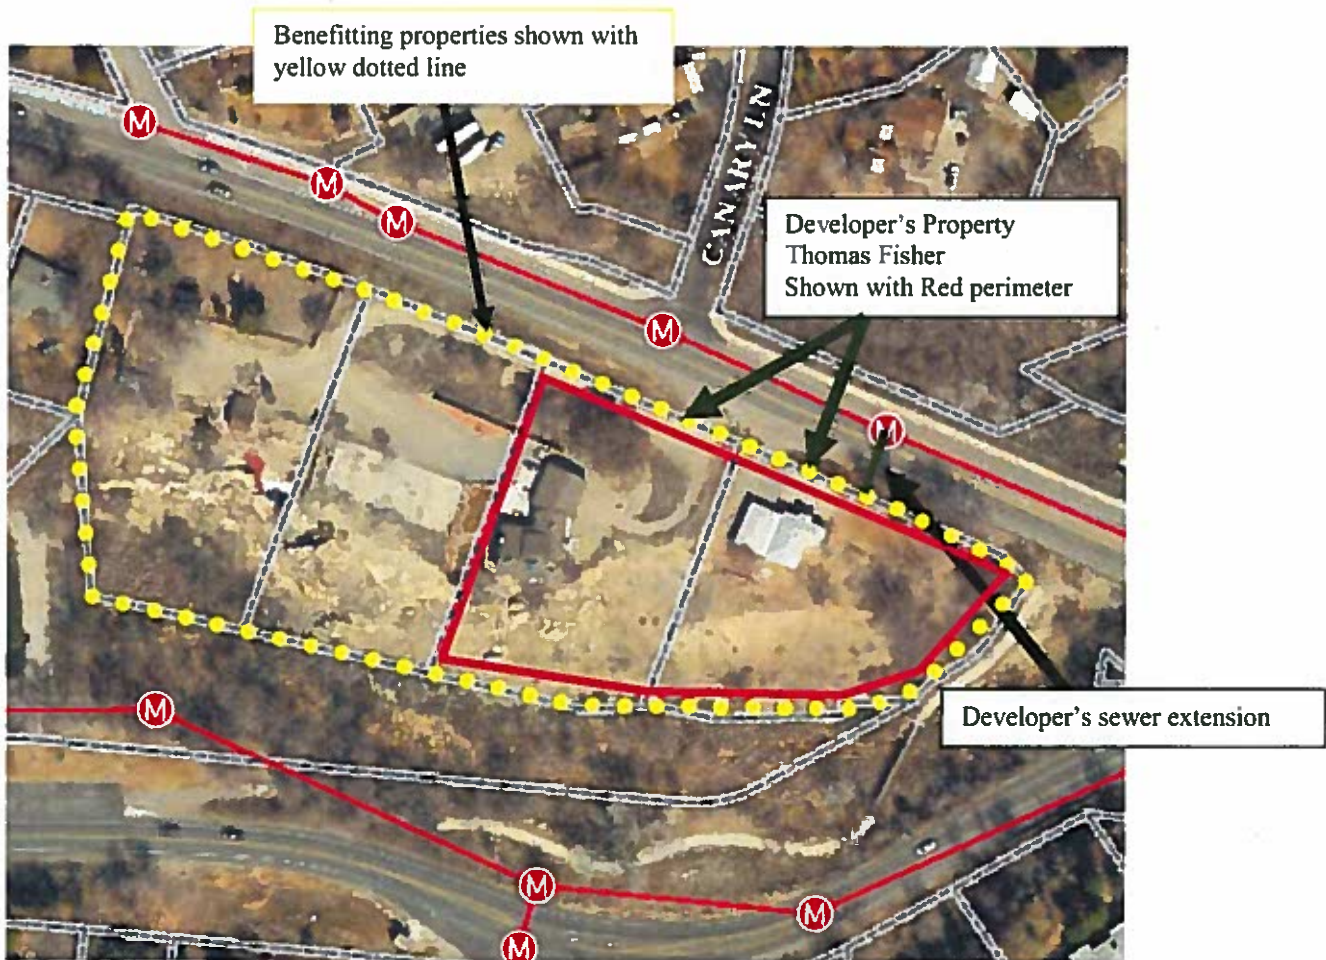 Benefitting properties shown with
yellow dotted line
CANARY LN
Developer's Property
Thomas Fisher
Shown with Red perimeter
M
M
M
M
M
Developer's sewer extension
M
M
M
M